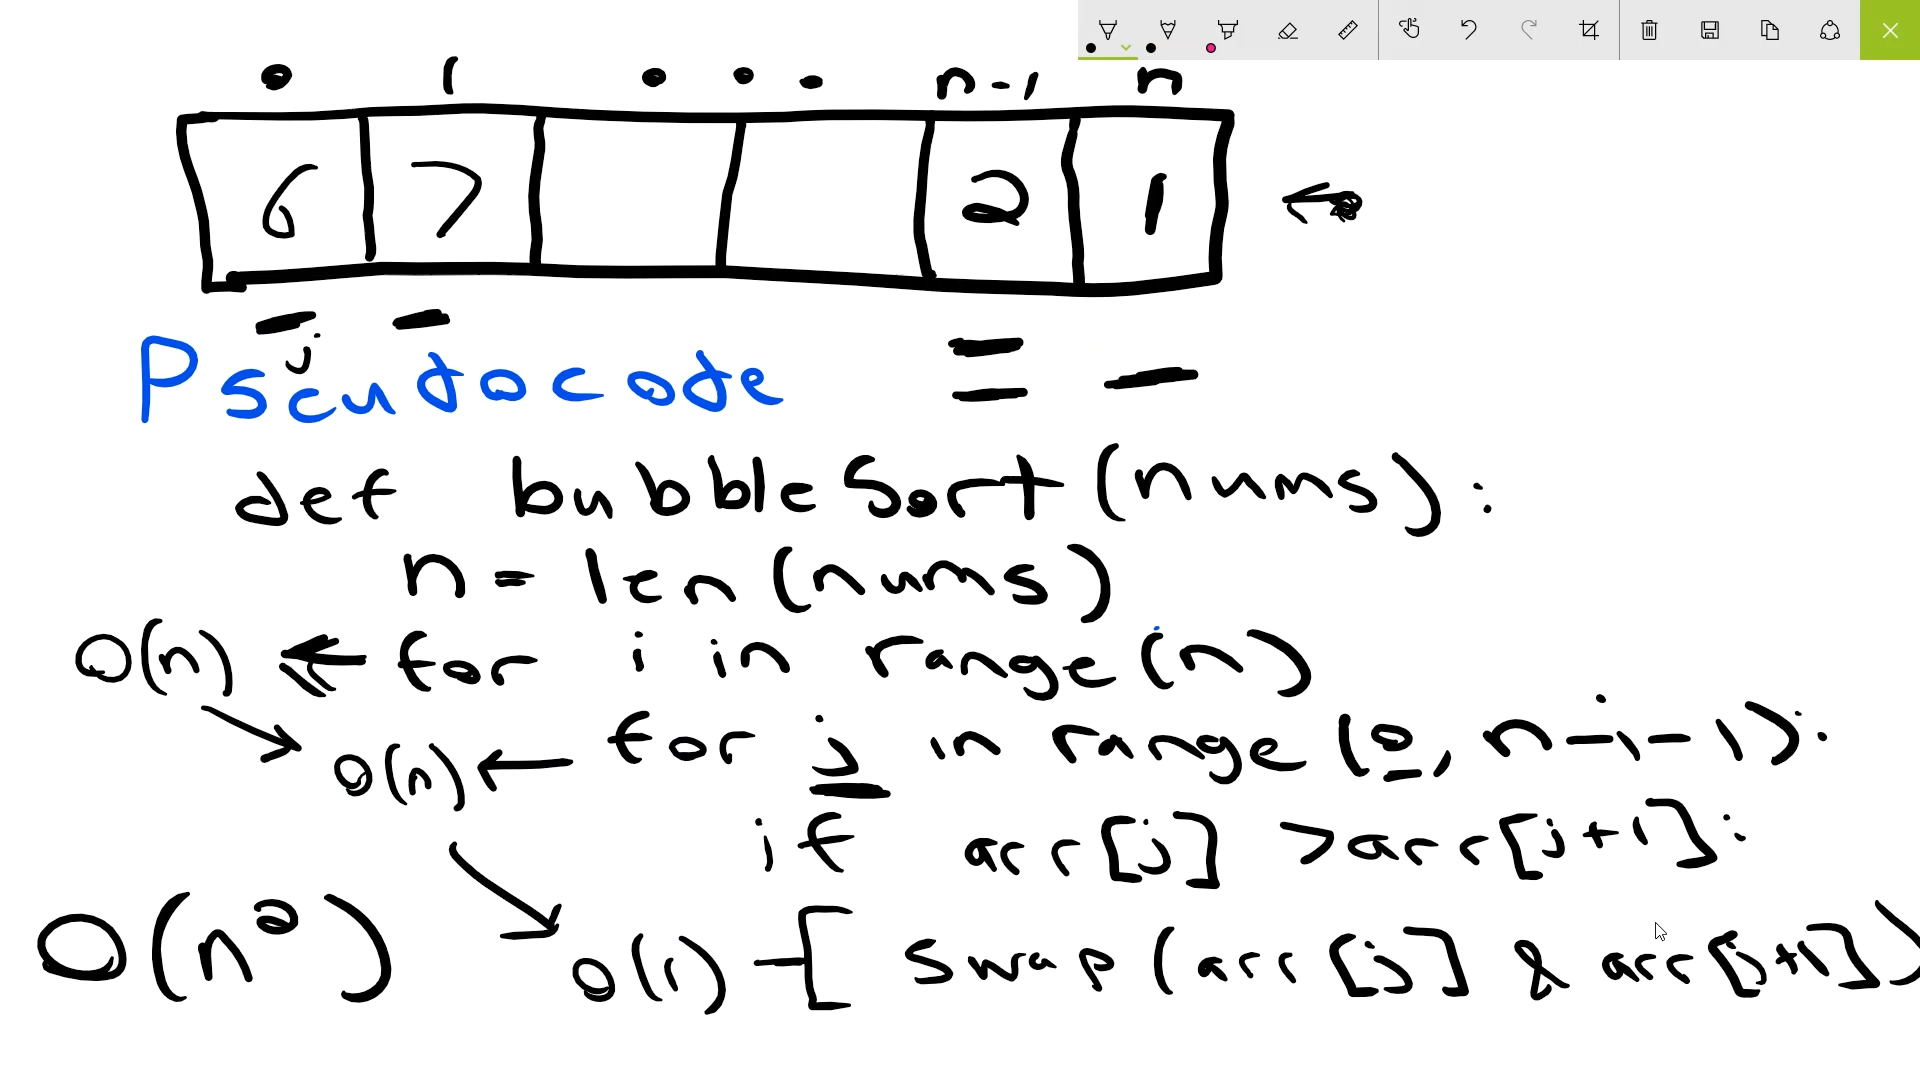 0 1 . . . n-1 n
6 7 2 1
j
Pseudocode
def bubbleSort(nums):
n = len(nums)
O(n) ← for i in range(n)
O(n) ← for j in range(0, n-i-1):
if arr[j] > arr[j+1]:
O(n²) O(1) - [ swap(arr[j] & arr[j+1])